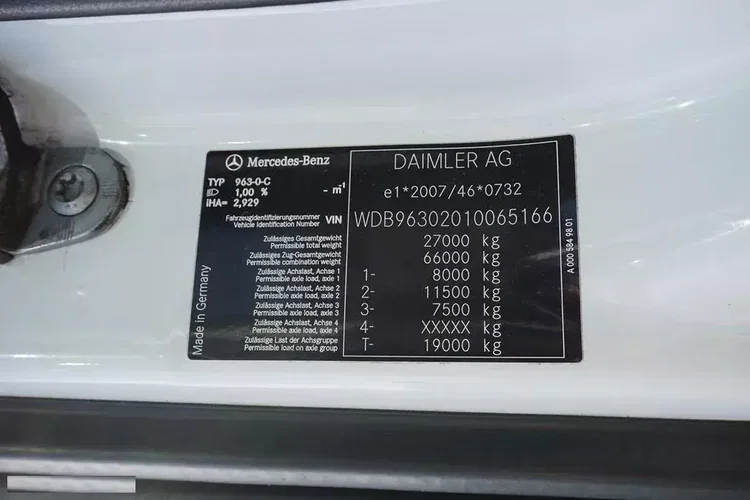 Mercedes-Benz DAIMLER AG
TYP 963-0-C
1,00 % - m⁻¹ e1*2007/46*0732
iHA= 2,929
Fahrzeugidentifizierungsnummer
Vehicle Identification Number VIN WDB96302010065166
Zulässiges Gesamtgewicht
Permissible total weight 27000 kg
Zulässiges Zug-Gesamtgewicht
Permissible combination weight 66000 kg
Zulässige Achslast, Achse 1
Permissible axle load, axle 1 1- 8000 kg
Zulässige Achslast, Achse 2
Permissible axle load, axle 2 2- 11500 kg
Zulässige Achslast, Achse 3
Permissible axle load, axle 3 3- 7500 kg
Zulässige Achslast, Achse 4
Permissible axle load, axle 4 4- XXXXX kg
Zulässige Last der Achsgruppe
Permissible load on axle group T- 19000 kg
Made in Germany
A 000 584 98 01